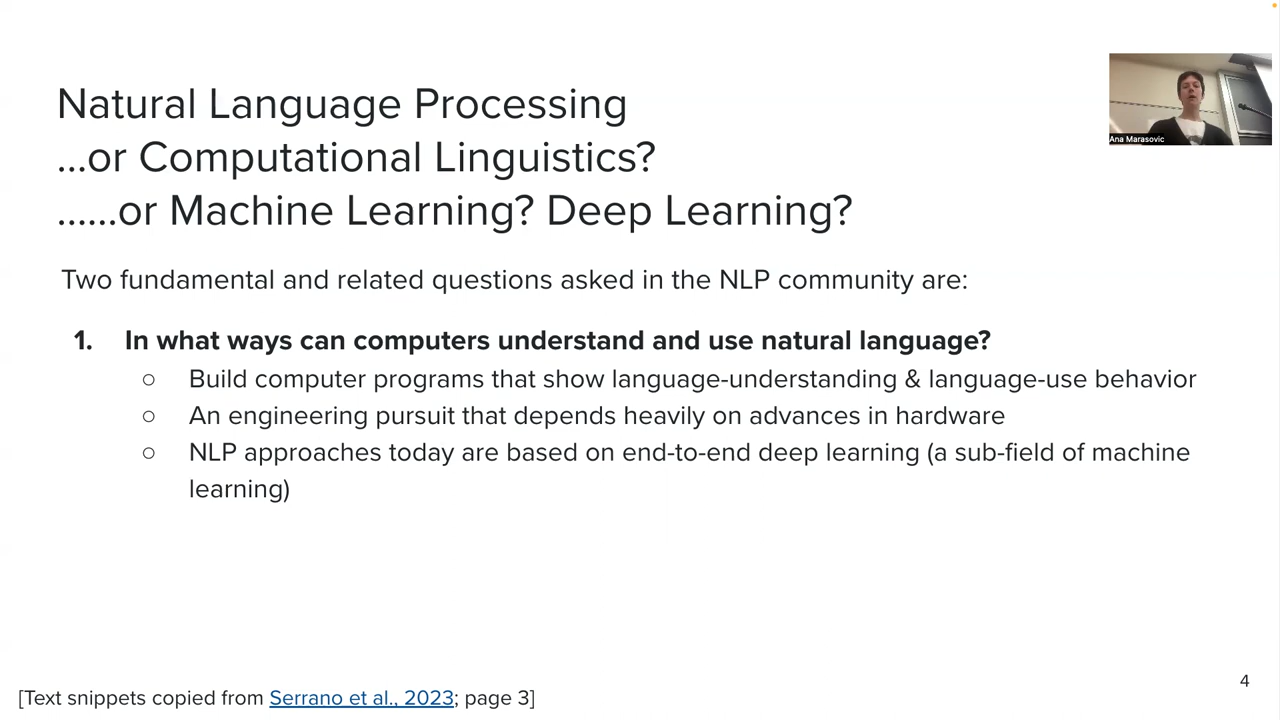 Natural Language Processing
...or Computational Linguistics?
......or Machine Learning? Deep Learning?
Ana Marasovic
Two fundamental and related questions asked in the NLP community are:
1. In what ways can computers understand and use natural language?
○ Build computer programs that show language-understanding & language-use behavior
○ An engineering pursuit that depends heavily on advances in hardware
○ NLP approaches today are based on end-to-end deep learning (a sub-field of machine
learning)
4
[Text snippets copied from Serrano et al., 2023; page 3]